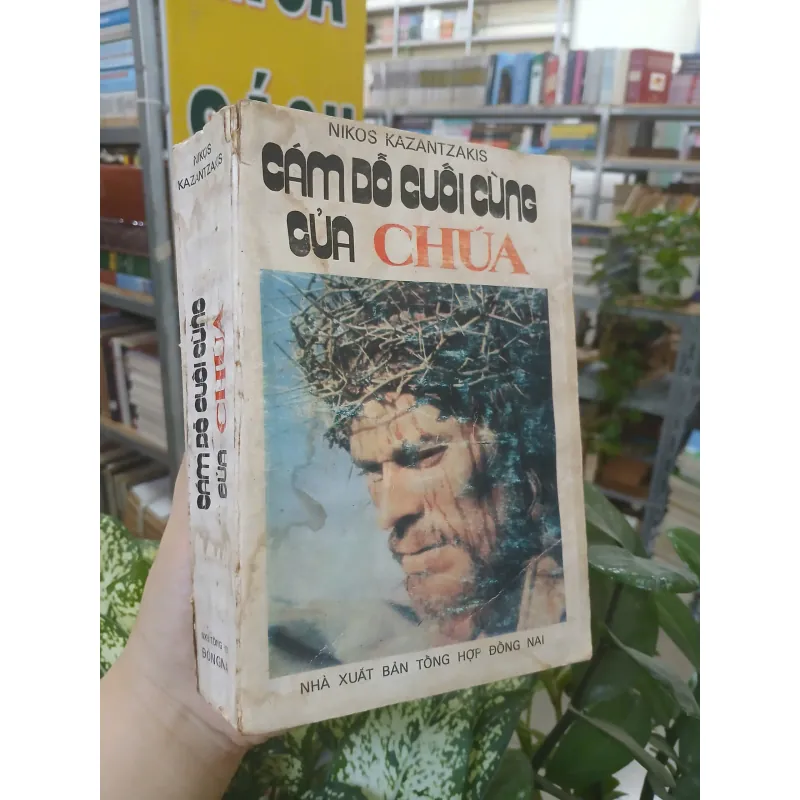 SÁCH
NIKOS
KAZANTZAKIS
CÁM DỖ CUỐI CÙNG
CỦA CHÚA
NIKOS KAZANTZAKIS
CÁM DỖ CUỐI CÙNG
CỦA CHÚA
NHÀ XUẤT BẢN TỔNG HỢP ĐỒNG NAI